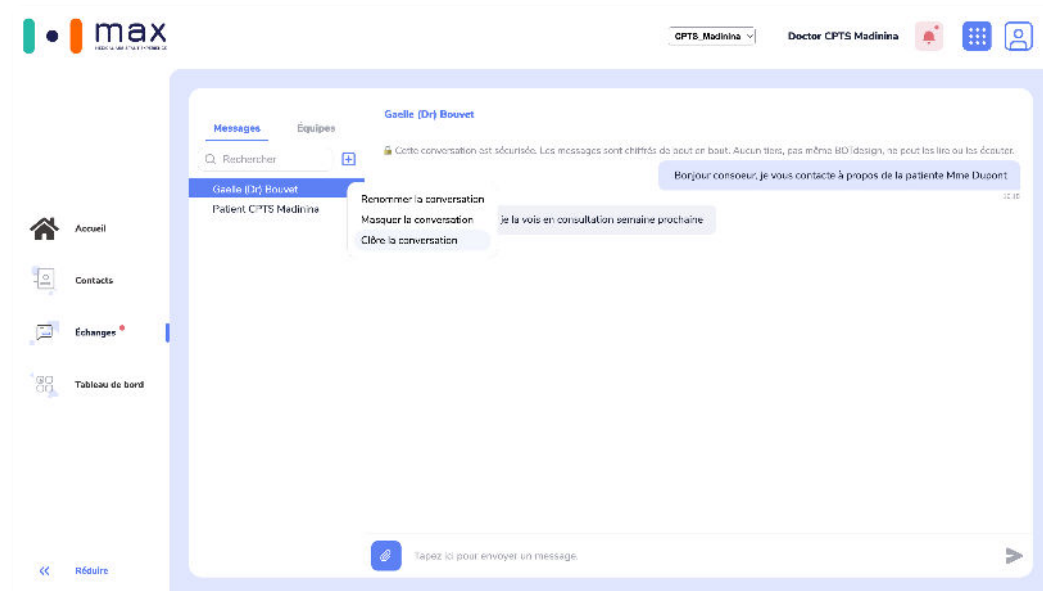 max
CPTS_Madinina
Doctor CPTS Madinina
Messages
Équipes
Rechercher
Gaelle (Dr) Bouvet
Patient CPTS Madinina
Renommer la conversation
Masquer la conversation
Clôre la conversation
Gaelle (Dr) Bouvet
Cette conversation est sécurisée. Les messages sont chiffrés de bout en bout. Aucun tiers, pas même BOTdesign, ne peut les lire ou les écouter.
Bonjour consoeur, je vous contacte à propos de la patiente Mme Dupont
je la vois en consultation semaine prochaine
Accueil
Contacts
Échanges
Tableau de bord
Réduire
Tapez ici pour envoyer un message.